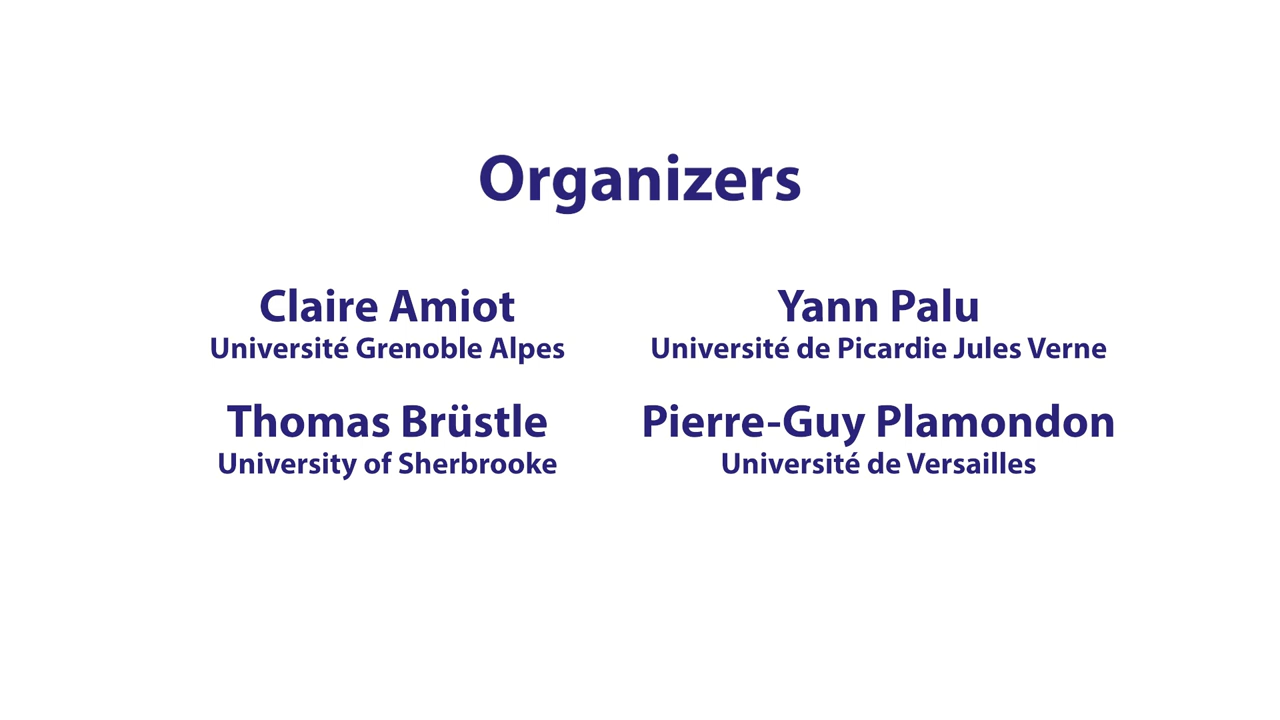 Organizers
Claire Amiot
Université Grenoble Alpes
Yann Palu
Université de Picardie Jules Verne
Thomas Brüstle
University of Sherbrooke
Pierre-Guy Plamondon
Université de Versailles